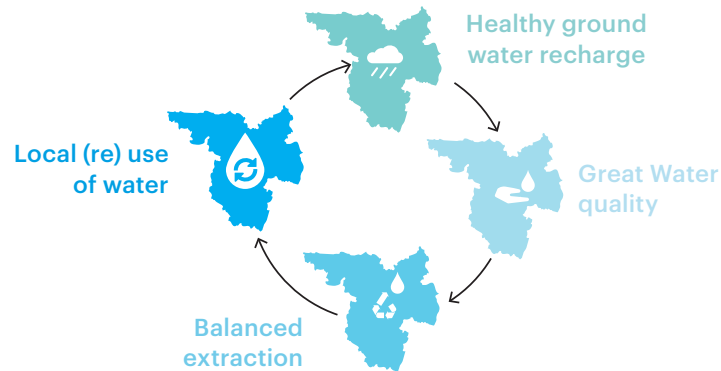 Healthy ground
water recharge
Local (re) use
of water
Great Water
quality
Balanced
extraction